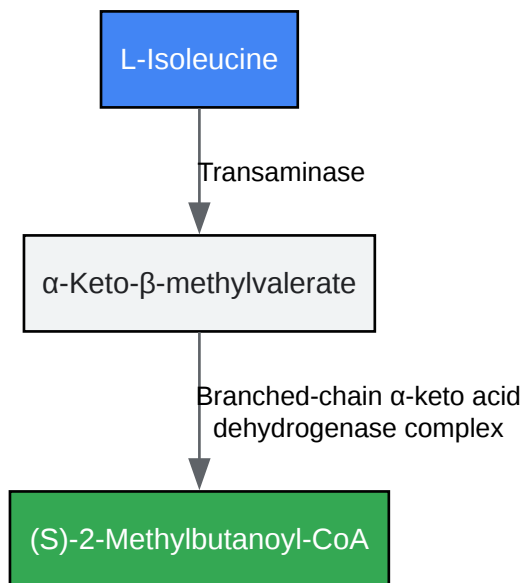 L-Isoleucine
Transaminase
α-Keto-β-methylvalerate
Branched-chain α-keto acid
dehydrogenase complex
(S)-2-Methylbutanoyl-CoA